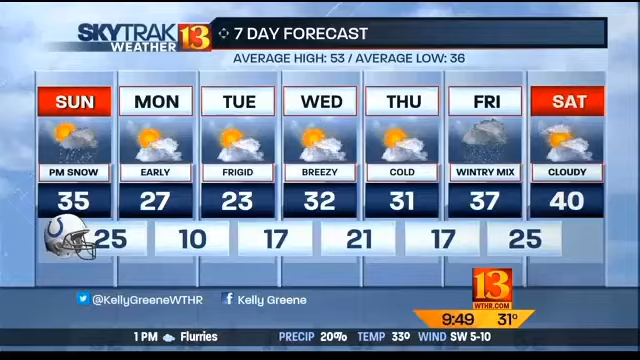 SKYTRAK
WEATHER 13
7 DAY FORECAST
AVERAGE HIGH: 53 / AVERAGE LOW: 36
SUN MON TUE WED THU FRI SAT
PM SNOW EARLY FRIGID BREEZY COLD WINTRY MIX CLOUDY
35 27 23 32 31 37 40
25 10 17 21 17 25
@KellyGreeneWTHR Kelly Greene
13
WTHR.COM
9:49 31°
1 PM Flurries PRECIP 20% TEMP 33° WIND SW 5-10